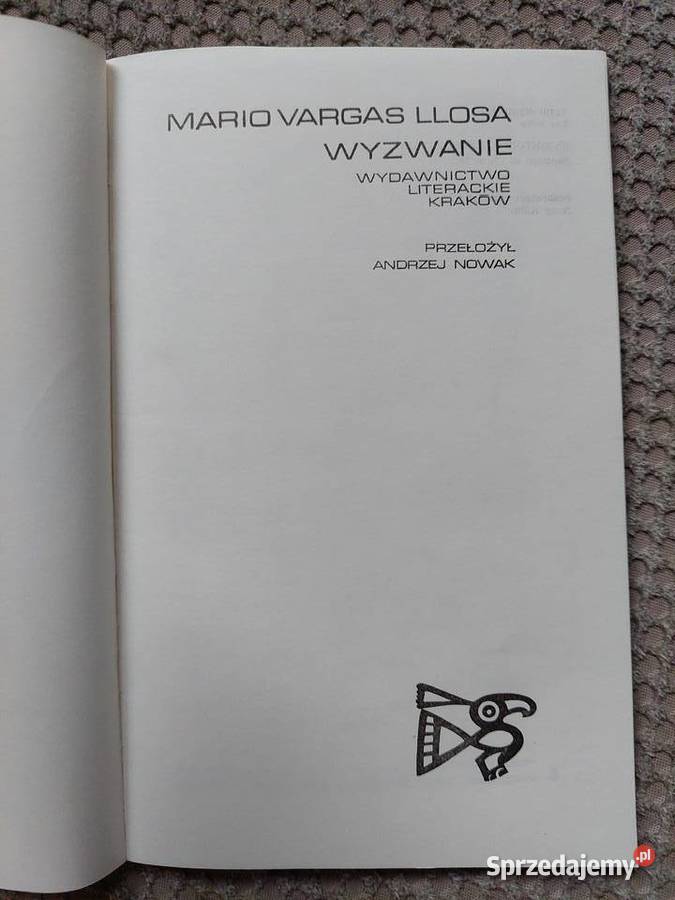 MARIO VARGAS LLOSA
WYZWANIE
WYDAWNICTWO
LITERACKIE
KRAKÓW
PRZEŁOŻYŁ
ANDRZEJ NOWAK
Sprzedajemy.pl